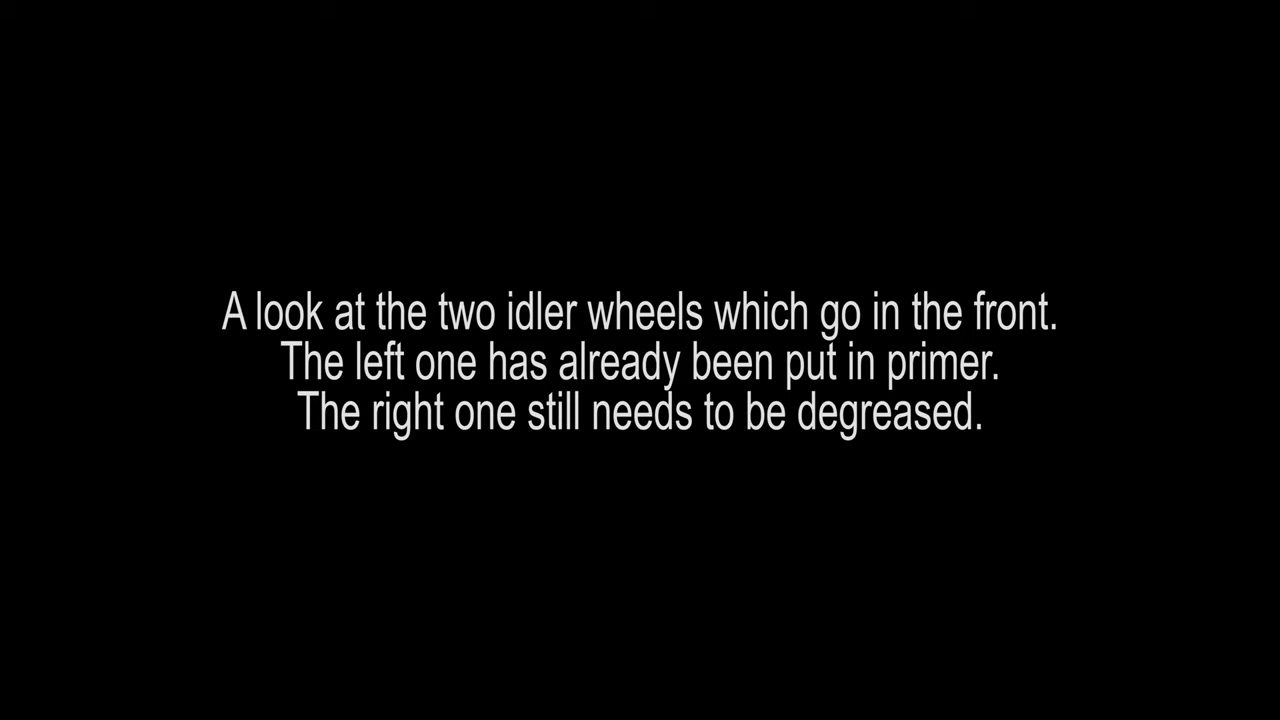 A look at the two idler wheels which go in the front.
The left one has already been put in primer.
The right one still needs to be degreased.